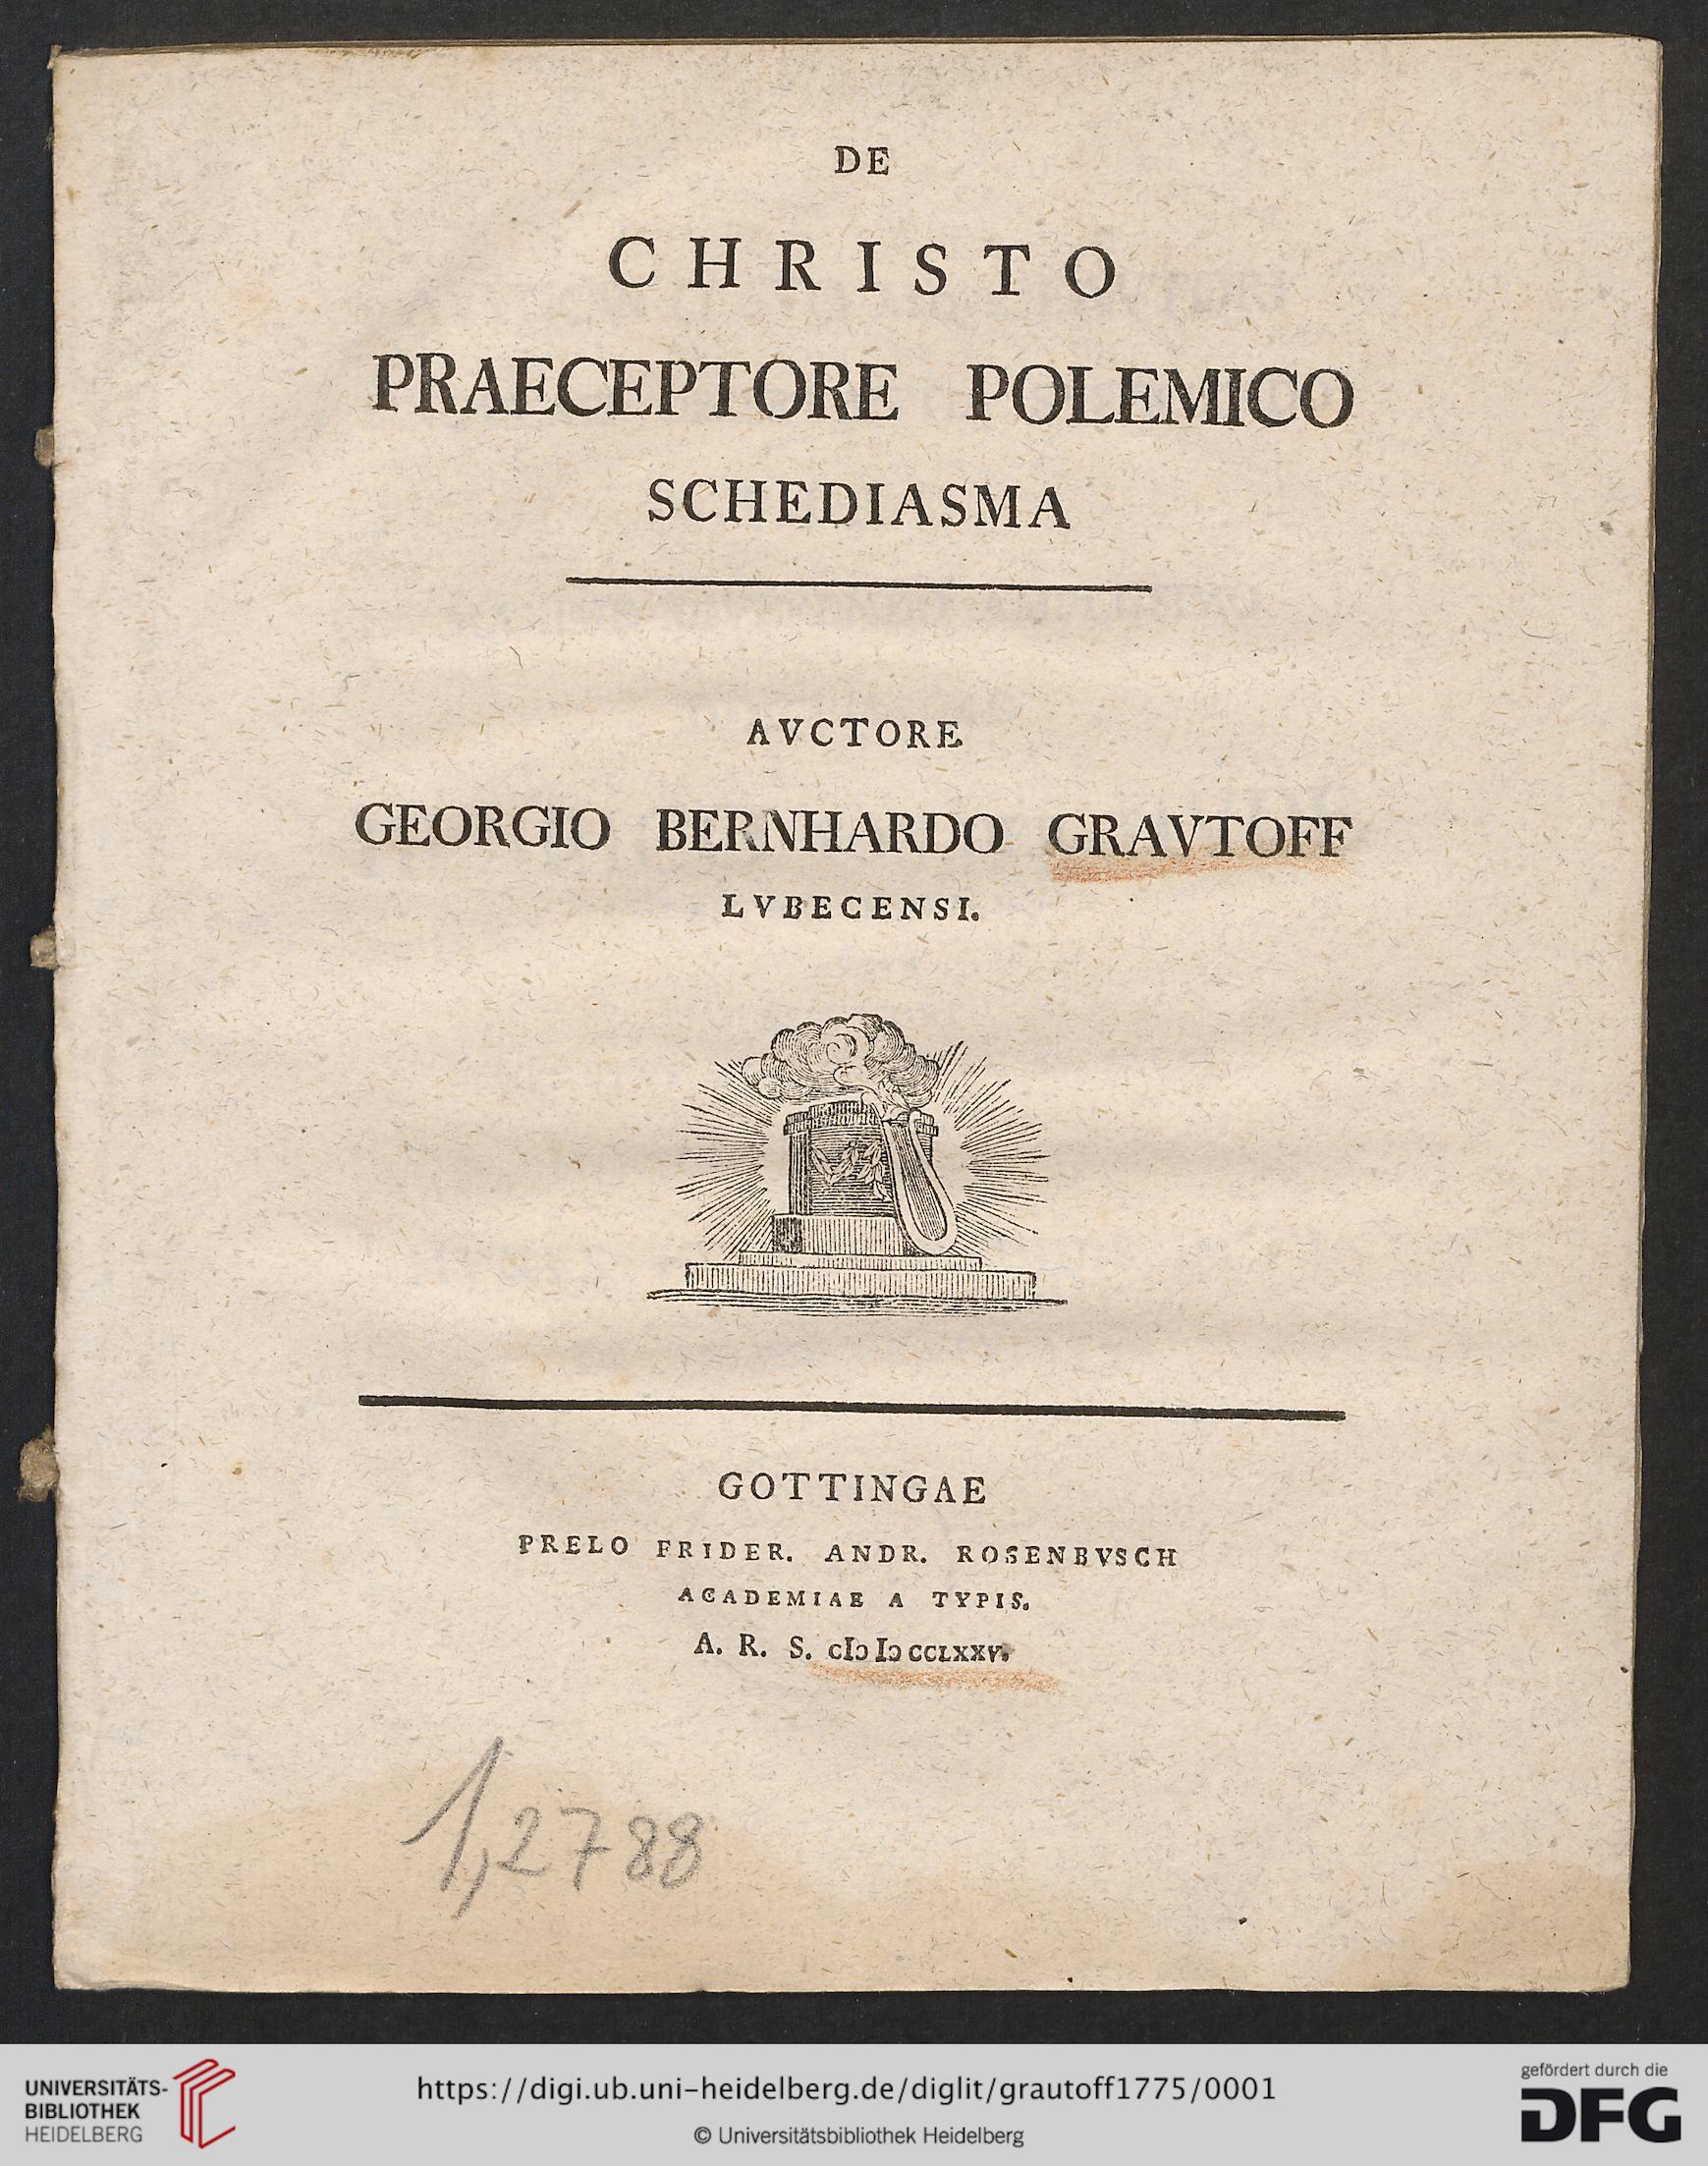 DE
CHRISTO
PRAECEPTORE POLEMICO
SCHEDIASMA
AVCTORE
GEORGIO BERNHARDO GRAVTOFF
LVBECENSI.
GOTTINGAE
PRELO FRIDER. ANDR. ROSENBVSCH
ACADEMIAE A TYPIS.
A. R. S. cIↄ Iↄ CCLXXV.
1,2788
UNIVERSITÄTS-
BIBLIOTHEK
HEIDELBERG
https://digi.ub.uni-heidelberg.de/diglit/grautoff1775/0001
© Universitätsbibliothek Heidelberg
gefördert durch die
DFG